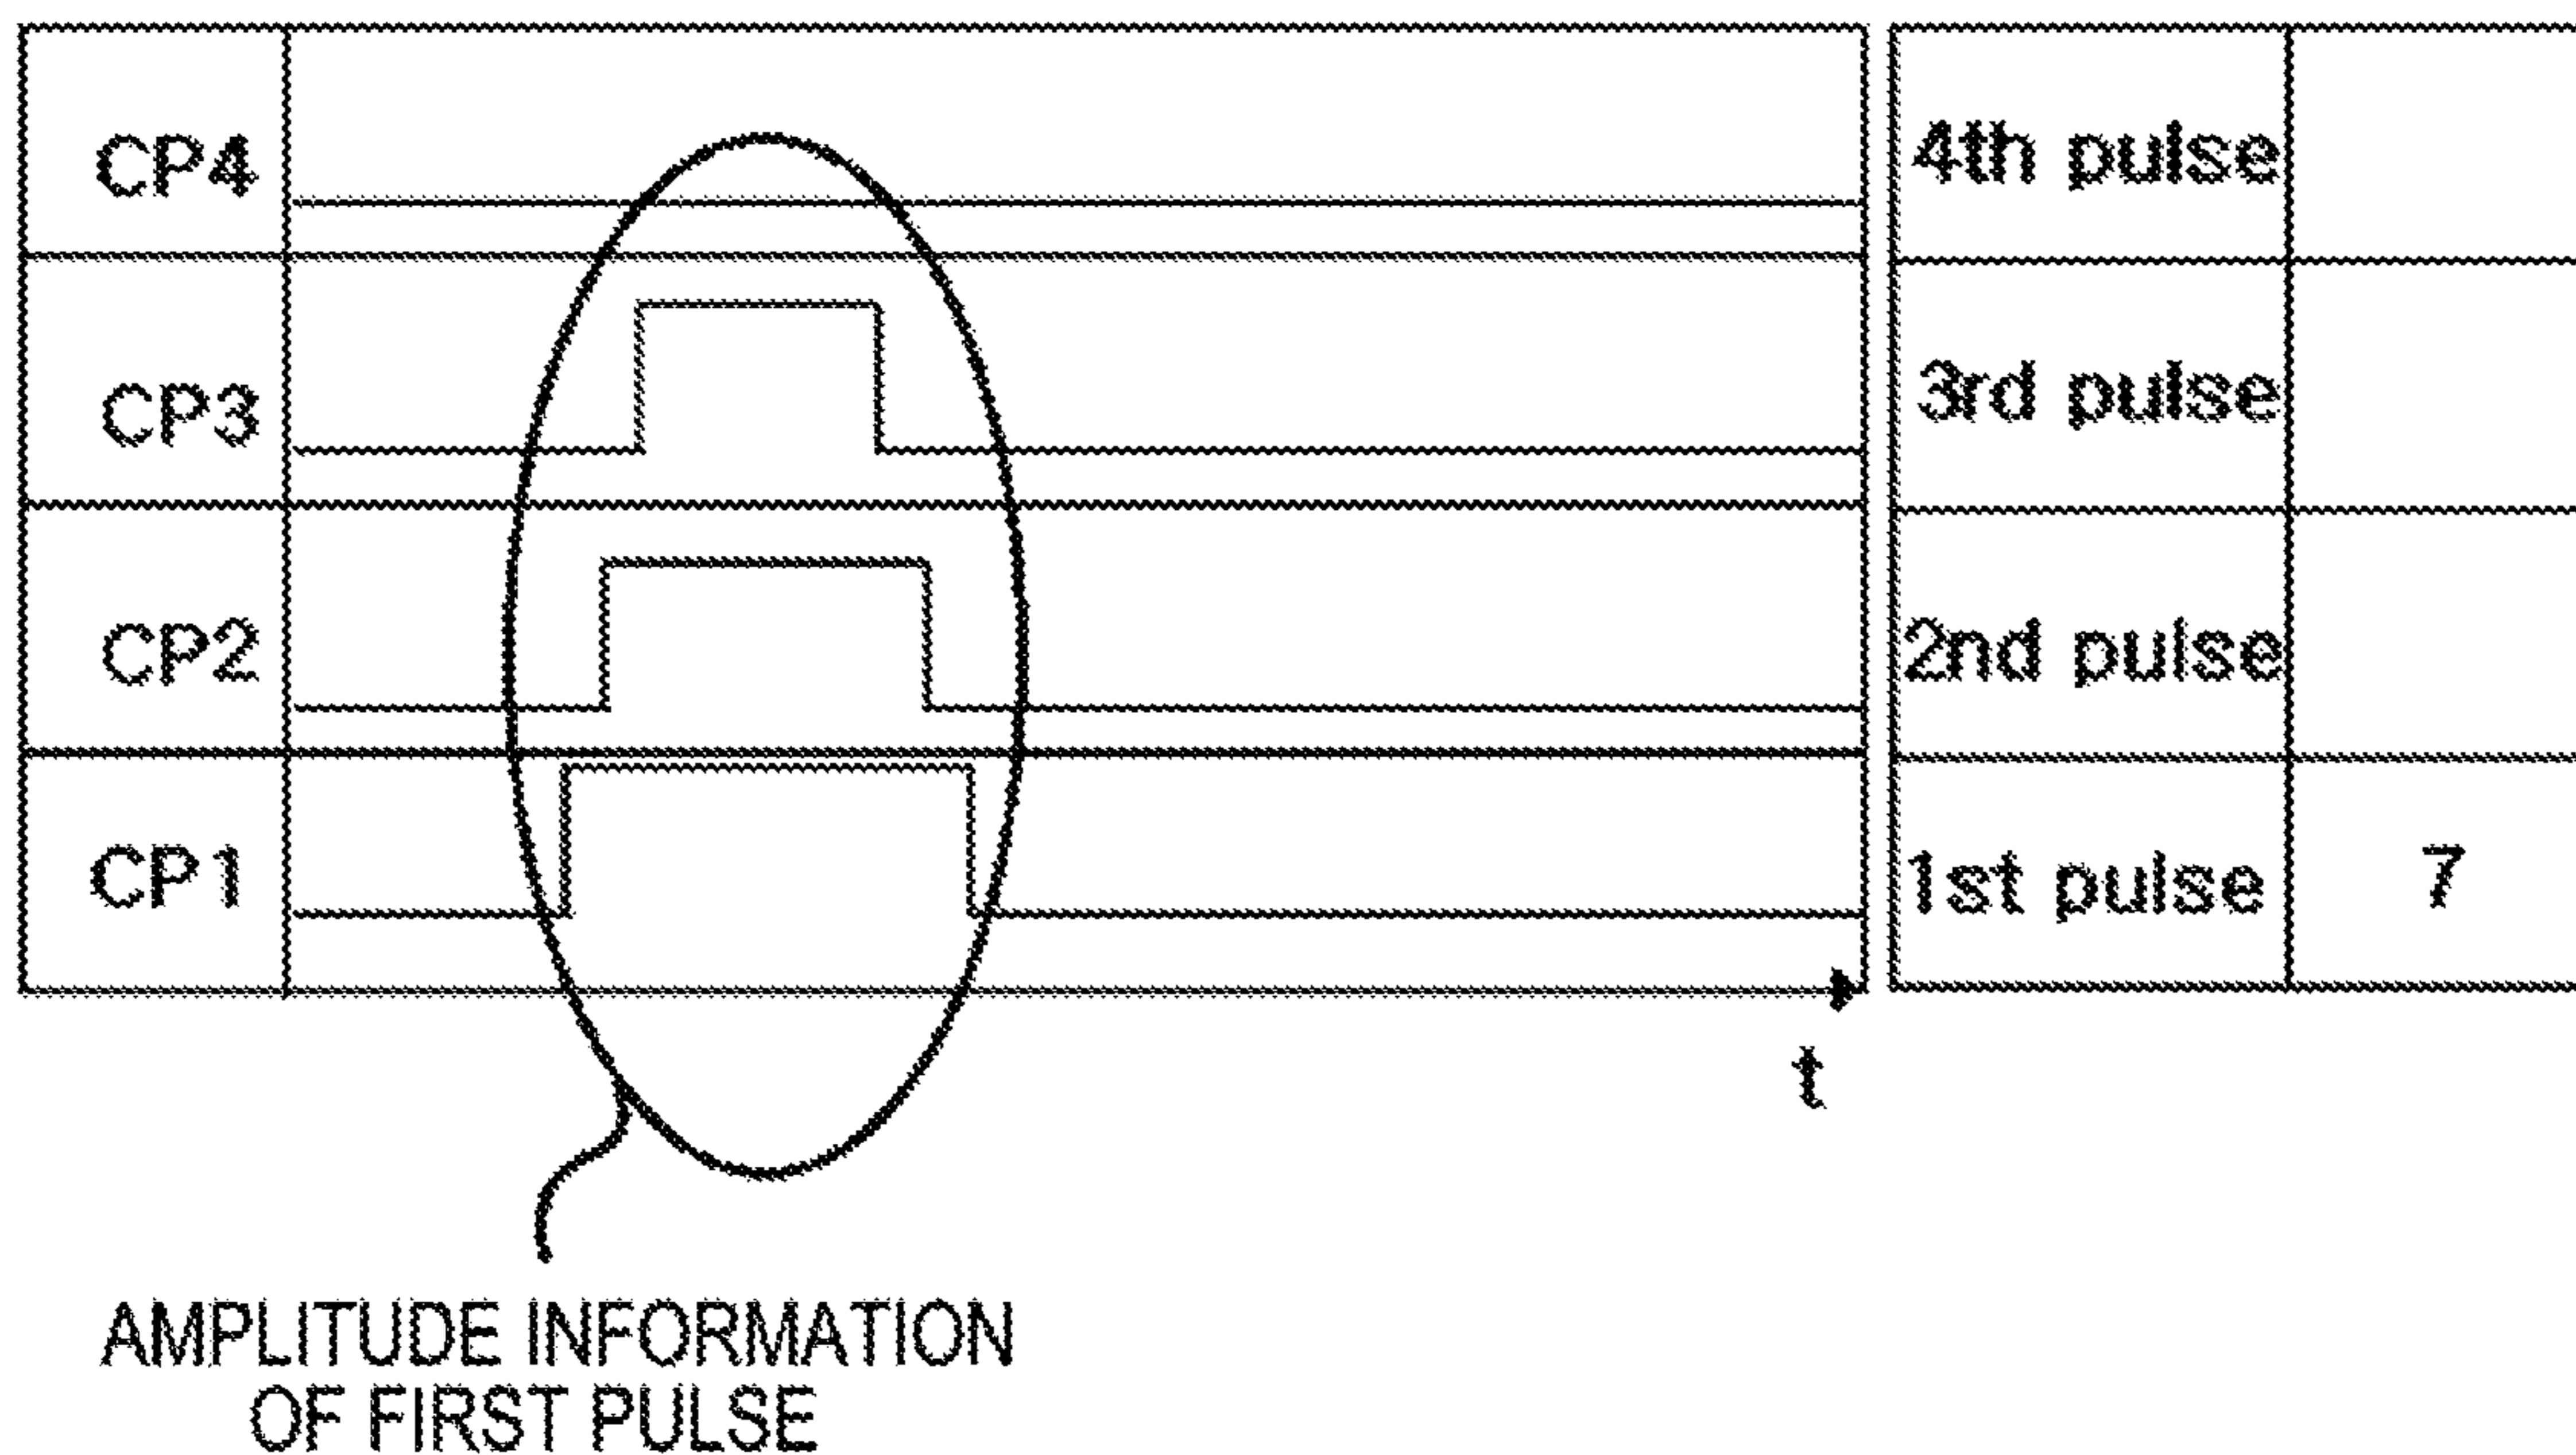 CP4
4th pulse
CP3
3rd pulse
CP2
2nd pulse
CP1
1st pulse
7
t
AMPLITUDE INFORMATION
OF FIRST PULSE